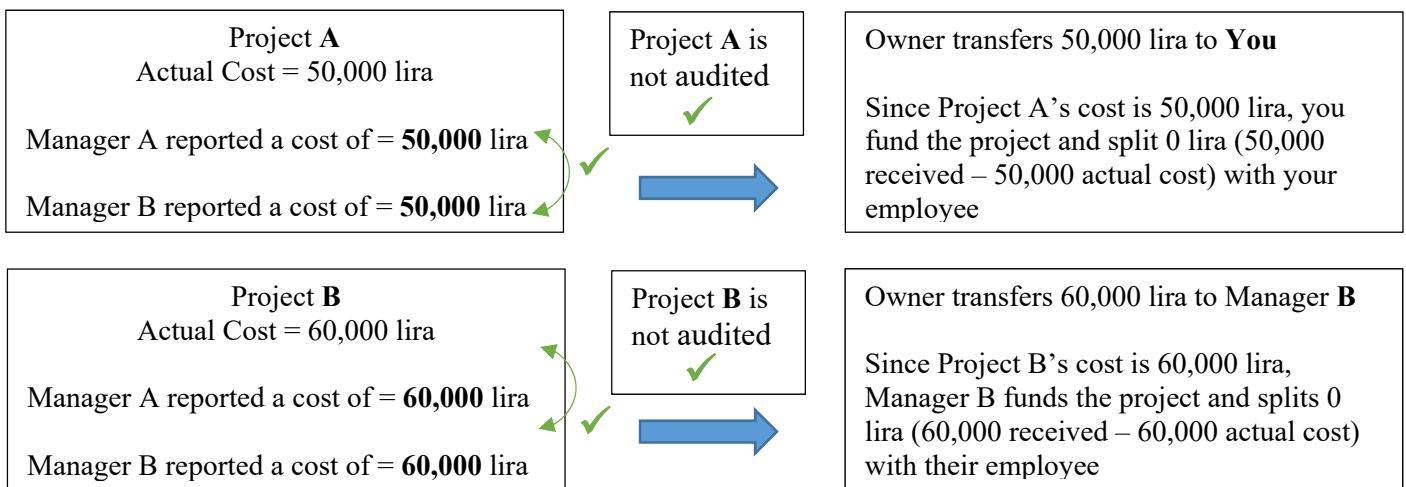 Project A
Actual Cost = 50,000 lira
Manager A reported a cost of = 50,000 lira
Manager B reported a cost of = 50,000 lira
Project A is
not audited
Owner transfers 50,000 lira to You
Since Project A’s cost is 50,000 lira, you
fund the project and split 0 lira (50,000
received – 50,000 actual cost) with your
employee
Project B
Actual Cost = 60,000 lira
Manager A reported a cost of = 60,000 lira
Manager B reported a cost of = 60,000 lira
Project B is
not audited
Owner transfers 60,000 lira to Manager B
Since Project B’s cost is 60,000 lira,
Manager B funds the project and splits 0
lira (60,000 received – 60,000 actual cost)
with their employee